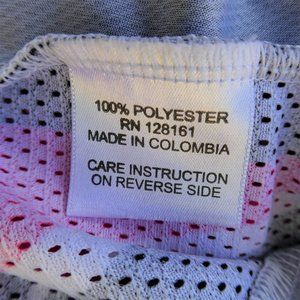 100% POLYESTER
RN 128161
MADE IN COLOMBIA
CARE INSTRUCTION
ON REVERSE SIDE